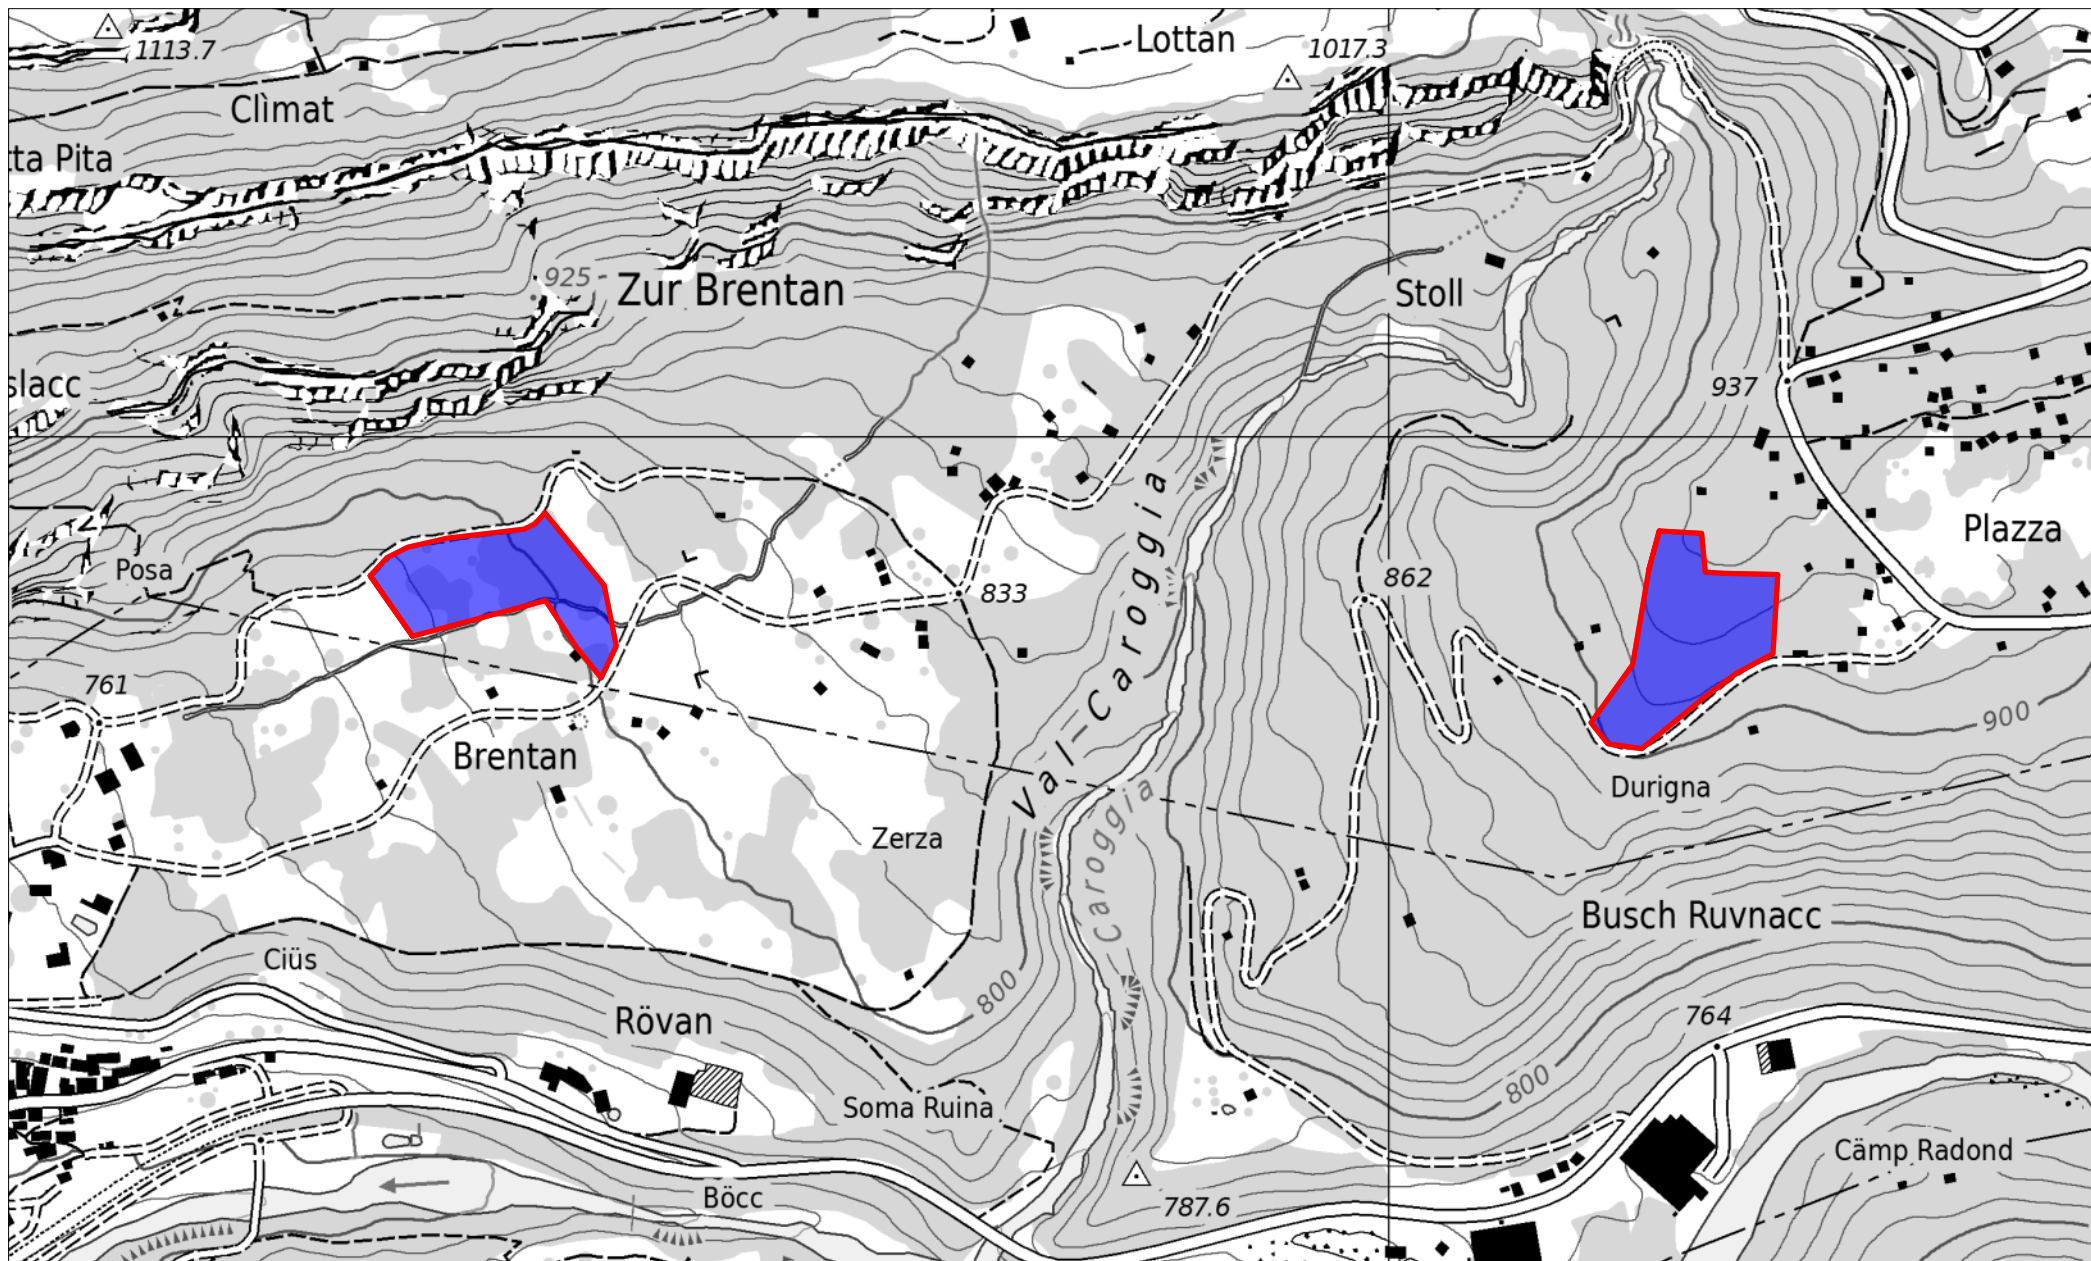 Lottan
1113.7
1017.3
Clìmat
tta Pita
925
Zur Brentan
Stoll
slacc
937
Plazza
Posa
862
833
Val Caroggia
761
900
Brentan
Durigna
Caroggia
Zerza
Busch Ruvnacc
Ciüs
800
Rövan
764
800
Soma Ruina
Cämp Radond
Böcc
787.6